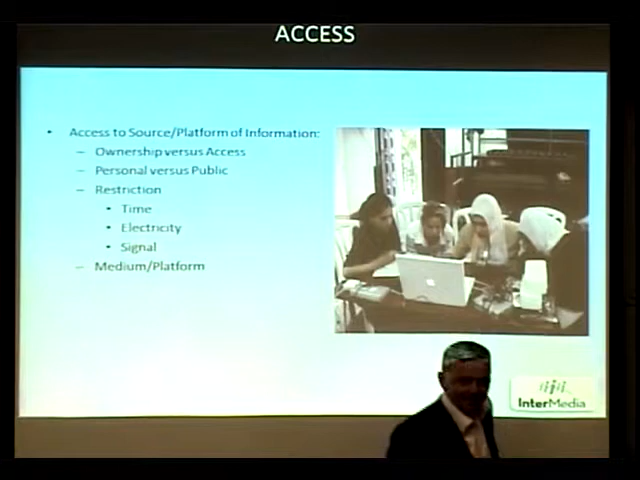 ACCESS
• Access to Source/Platform of Information:
– Ownership versus Access
– Personal versus Public
– Restriction
• Time
• Electricity
• Signal
– Medium/Platform
InterMedia